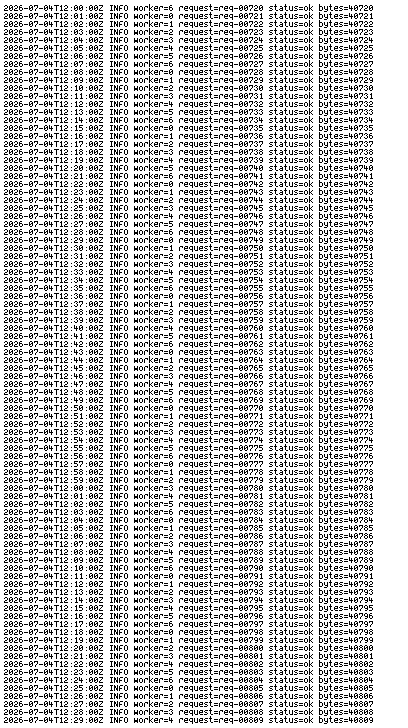 2026-07-04T12:00:00Z INFO worker=6 request=req-00720 status=ok bytes=40720
2026-07-04T12:01:00Z INFO worker=0 request=req-00721 status=ok bytes=40721
2026-07-04T12:02:00Z INFO worker=1 request=req-00722 status=ok bytes=40722
2026-07-04T12:03:00Z INFO worker=2 request=req-00723 status=ok bytes=40723
2026-07-04T12:04:00Z INFO worker=3 request=req-00724 status=ok bytes=40724
2026-07-04T12:05:00Z INFO worker=4 request=req-00725 status=ok bytes=40725
2026-07-04T12:06:00Z INFO worker=5 request=req-00726 status=ok bytes=40726
2026-07-04T12:07:00Z INFO worker=6 request=req-00727 status=ok bytes=40727
2026-07-04T12:08:00Z INFO worker=0 request=req-00728 status=ok bytes=40728
2026-07-04T12:09:00Z INFO worker=1 request=req-00729 status=ok bytes=40729
2026-07-04T12:10:00Z INFO worker=2 request=req-00730 status=ok bytes=40730
2026-07-04T12:11:00Z INFO worker=3 request=req-00731 status=ok bytes=40731
2026-07-04T12:12:00Z INFO worker=4 request=req-00732 status=ok bytes=40732
2026-07-04T12:13:00Z INFO worker=5 request=req-00733 status=ok bytes=40733
2026-07-04T12:14:00Z INFO worker=6 request=req-00734 status=ok bytes=40734
2026-07-04T12:15:00Z INFO worker=0 request=req-00735 status=ok bytes=40735
2026-07-04T12:16:00Z INFO worker=1 request=req-00736 status=ok bytes=40736
2026-07-04T12:17:00Z INFO worker=2 request=req-00737 status=ok bytes=40737
2026-07-04T12:18:00Z INFO worker=3 request=req-00738 status=ok bytes=40738
2026-07-04T12:19:00Z INFO worker=4 request=req-00739 status=ok bytes=40739
2026-07-04T12:20:00Z INFO worker=5 request=req-00740 status=ok bytes=40740
2026-07-04T12:21:00Z INFO worker=6 request=req-00741 status=ok bytes=40741
2026-07-04T12:22:00Z INFO worker=0 request=req-00742 status=ok bytes=40742
2026-07-04T12:23:00Z INFO worker=1 request=req-00743 status=ok bytes=40743
2026-07-04T12:24:00Z INFO worker=2 request=req-00744 status=ok bytes=40744
2026-07-04T12:25:00Z INFO worker=3 request=req-00745 status=ok bytes=40745
2026-07-04T12:26:00Z INFO worker=4 request=req-00746 status=ok bytes=40746
2026-07-04T12:27:00Z INFO worker=5 request=req-00747 status=ok bytes=40747
2026-07-04T12:28:00Z INFO worker=6 request=req-00748 status=ok bytes=40748
2026-07-04T12:29:00Z INFO worker=0 request=req-00749 status=ok bytes=40749
2026-07-04T12:30:00Z INFO worker=1 request=req-00750 status=ok bytes=40750
2026-07-04T12:31:00Z INFO worker=2 request=req-00751 status=ok bytes=40751
2026-07-04T12:32:00Z INFO worker=3 request=req-00752 status=ok bytes=40752
2026-07-04T12:33:00Z INFO worker=4 request=req-00753 status=ok bytes=40753
2026-07-04T12:34:00Z INFO worker=5 request=req-00754 status=ok bytes=40754
2026-07-04T12:35:00Z INFO worker=6 request=req-00755 status=ok bytes=40755
2026-07-04T12:36:00Z INFO worker=0 request=req-00756 status=ok bytes=40756
2026-07-04T12:37:00Z INFO worker=1 request=req-00757 status=ok bytes=40757
2026-07-04T12:38:00Z INFO worker=2 request=req-00758 status=ok bytes=40758
2026-07-04T12:39:00Z INFO worker=3 request=req-00759 status=ok bytes=40759
2026-07-04T12:40:00Z INFO worker=4 request=req-00760 status=ok bytes=40760
2026-07-04T12:41:00Z INFO worker=5 request=req-00761 status=ok bytes=40761
2026-07-04T12:42:00Z INFO worker=6 request=req-00762 status=ok bytes=40762
2026-07-04T12:43:00Z INFO worker=0 request=req-00763 status=ok bytes=40763
2026-07-04T12:44:00Z INFO worker=1 request=req-00764 status=ok bytes=40764
2026-07-04T12:45:00Z INFO worker=2 request=req-00765 status=ok bytes=40765
2026-07-04T12:46:00Z INFO worker=3 request=req-00766 status=ok bytes=40766
2026-07-04T12:47:00Z INFO worker=4 request=req-00767 status=ok bytes=40767
2026-07-04T12:48:00Z INFO worker=5 request=req-00768 status=ok bytes=40768
2026-07-04T12:49:00Z INFO worker=6 request=req-00769 status=ok bytes=40769
2026-07-04T12:50:00Z INFO worker=0 request=req-00770 status=ok bytes=40770
2026-07-04T12:51:00Z INFO worker=1 request=req-00771 status=ok bytes=40771
2026-07-04T12:52:00Z INFO worker=2 request=req-00772 status=ok bytes=40772
2026-07-04T12:53:00Z INFO worker=3 request=req-00773 status=ok bytes=40773
2026-07-04T12:54:00Z INFO worker=4 request=req-00774 status=ok bytes=40774
2026-07-04T12:55:00Z INFO worker=5 request=req-00775 status=ok bytes=40775
2026-07-04T12:56:00Z INFO worker=6 request=req-00776 status=ok bytes=40776
2026-07-04T12:57:00Z INFO worker=0 request=req-00777 status=ok bytes=40777
2026-07-04T12:58:00Z INFO worker=1 request=req-00778 status=ok bytes=40778
2026-07-04T12:59:00Z INFO worker=2 request=req-00779 status=ok bytes=40779
2026-07-04T12:00:00Z INFO worker=3 request=req-00780 status=ok bytes=40780
2026-07-04T12:01:00Z INFO worker=4 request=req-00781 status=ok bytes=40781
2026-07-04T12:02:00Z INFO worker=5 request=req-00782 status=ok bytes=40782
2026-07-04T12:03:00Z INFO worker=6 request=req-00783 status=ok bytes=40783
2026-07-04T12:04:00Z INFO worker=0 request=req-00784 status=ok bytes=40784
2026-07-04T12:05:00Z INFO worker=1 request=req-00785 status=ok bytes=40785
2026-07-04T12:06:00Z INFO worker=2 request=req-00786 status=ok bytes=40786
2026-07-04T12:07:00Z INFO worker=3 request=req-00787 status=ok bytes=40787
2026-07-04T12:08:00Z INFO worker=4 request=req-00788 status=ok bytes=40788
2026-07-04T12:09:00Z INFO worker=5 request=req-00789 status=ok bytes=40789
2026-07-04T12:10:00Z INFO worker=6 request=req-00790 status=ok bytes=40790
2026-07-04T12:11:00Z INFO worker=0 request=req-00791 status=ok bytes=40791
2026-07-04T12:12:00Z INFO worker=1 request=req-00792 status=ok bytes=40792
2026-07-04T12:13:00Z INFO worker=2 request=req-00793 status=ok bytes=40793
2026-07-04T12:14:00Z INFO worker=3 request=req-00794 status=ok bytes=40794
2026-07-04T12:15:00Z INFO worker=4 request=req-00795 status=ok bytes=40795
2026-07-04T12:16:00Z INFO worker=5 request=req-00796 status=ok bytes=40796
2026-07-04T12:17:00Z INFO worker=6 request=req-00797 status=ok bytes=40797
2026-07-04T12:18:00Z INFO worker=0 request=req-00798 status=ok bytes=40798
2026-07-04T12:19:00Z INFO worker=1 request=req-00799 status=ok bytes=40799
2026-07-04T12:20:00Z INFO worker=2 request=req-00800 status=ok bytes=40800
2026-07-04T12:21:00Z INFO worker=3 request=req-00801 status=ok bytes=40801
2026-07-04T12:22:00Z INFO worker=4 request=req-00802 status=ok bytes=40802
2026-07-04T12:23:00Z INFO worker=5 request=req-00803 status=ok bytes=40803
2026-07-04T12:24:00Z INFO worker=6 request=req-00804 status=ok bytes=40804
2026-07-04T12:25:00Z INFO worker=0 request=req-00805 status=ok bytes=40805
2026-07-04T12:26:00Z INFO worker=1 request=req-00806 status=ok bytes=40806
2026-07-04T12:27:00Z INFO worker=2 request=req-00807 status=ok bytes=40807
2026-07-04T12:28:00Z INFO worker=3 request=req-00808 status=ok bytes=40808
2026-07-04T12:29:00Z INFO worker=4 request=req-00809 status=ok bytes=40809